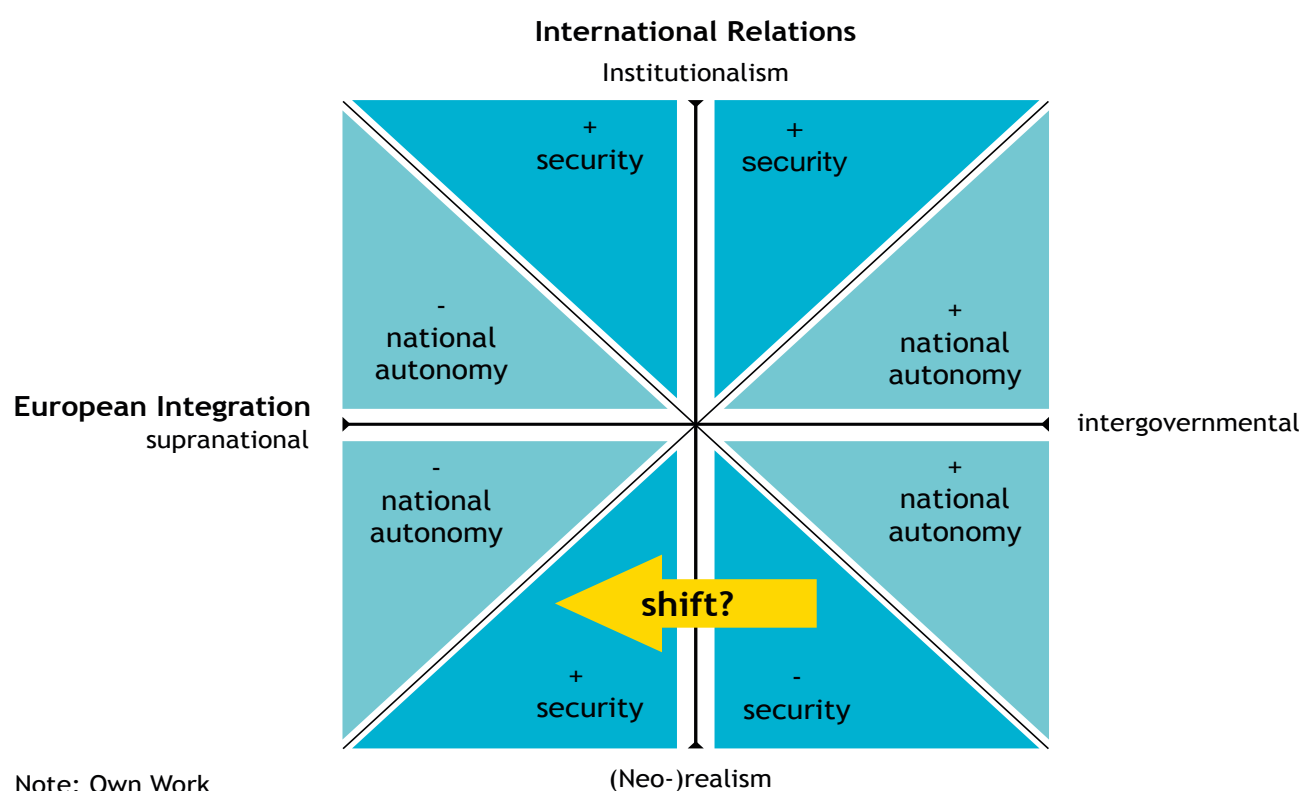 International Relations
Institutionalism
+
security
+
security
-
national
autonomy
+
national
autonomy
European Integration
supranational
intergovernmental
-
national
autonomy
+
national
autonomy
shift?
+
security
-
security
Note: Own Work
(Neo-)realism